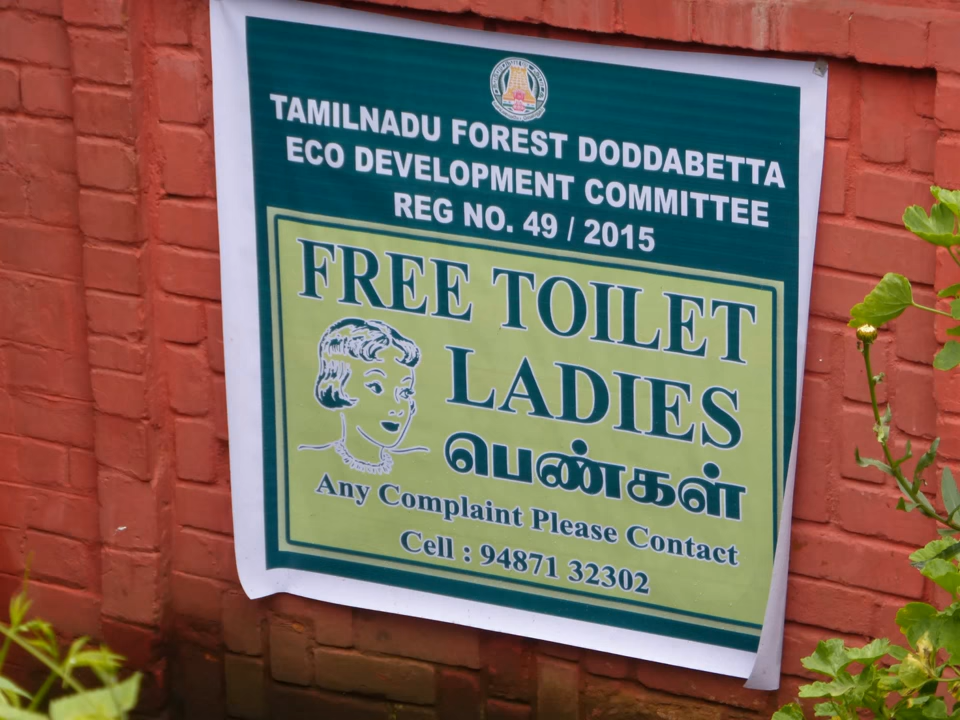 TAMILNADU FOREST DODDABETTA
ECO DEVELOPMENT COMMITTEE
REG NO. 49 / 2015
FREE TOILET
LADIES
பெண்கள்
Any Complaint Please Contact
Cell : 94871 32302